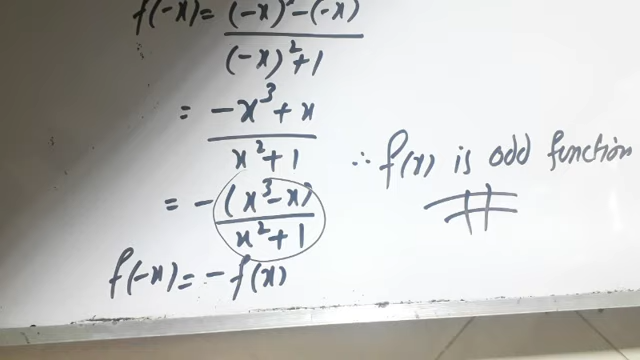 f(-x) = (-x)³-(-x)
(-x)²+1
= -x³+x
x²+1
∴ f(x) is odd function
= -(x³-x)
x²+1
f(-x) = -f(x)